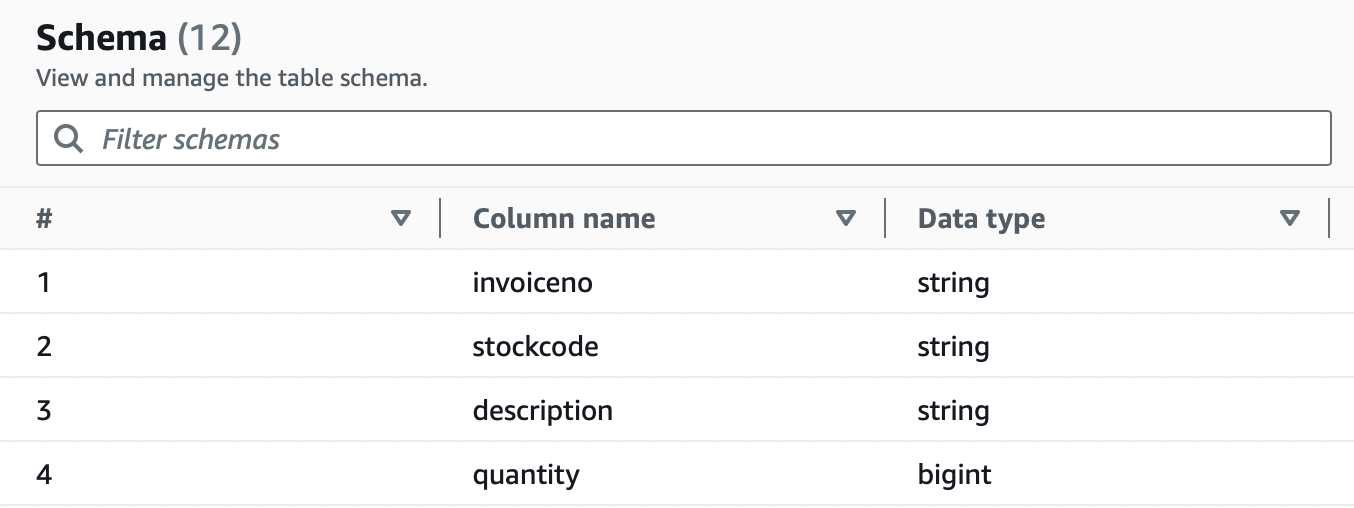 Schema (12)
View and manage the table schema.
Filter schemas
# Column name Data type
1 invoiceno string
2 stockcode string
3 description string
4 quantity bigint